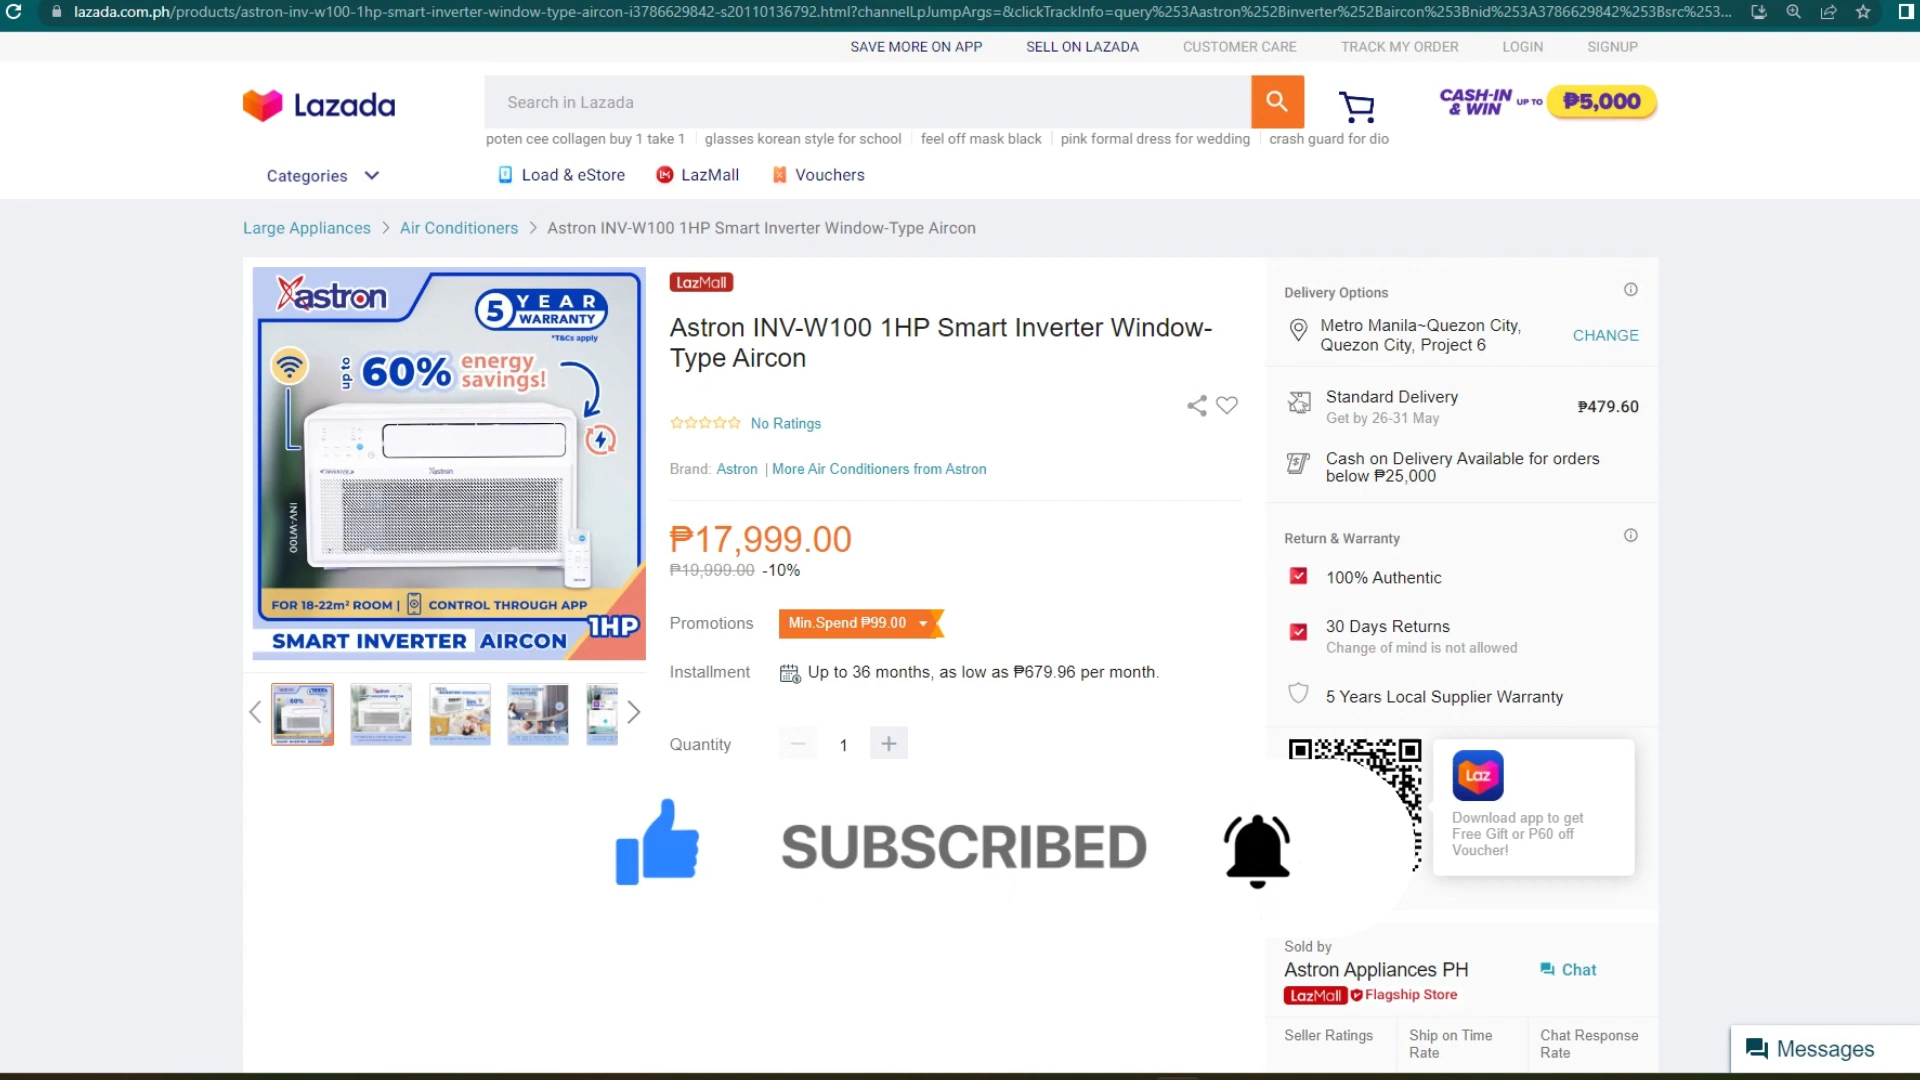 lazada.com.ph/products/astron-inv-w100-1hp-smart-inverter-window-type-aircon-i3786629842-s20110136792.html?channelLpJumpArgs=&clickTrackInfo=query%253Aastron%252Binverter%252Baircon%253Bnid%253A3786629842%253Bsrc%253...
SAVE MORE ON APP
SELL ON LAZADA
CUSTOMER CARE
TRACK MY ORDER
LOGIN
SIGNUP
Lazada
Search in Lazada
CASH-IN & WIN UP TO ₱5,000
poten cee collagen buy 1 take 1
glasses korean style for school
feel off mask black
pink formal dress for wedding
crash guard for dio
Categories
Load & eStore
LazMall
Vouchers
Large Appliances > Air Conditioners > Astron INV-W100 1HP Smart Inverter Window-Type Aircon
astron
5 YEAR
WARRANTY
*T&Cs apply
up to 60% energy savings!
INVERTER
astron
INV-W100
FOR 18-22m² ROOM | CONTROL THROUGH APP
SMART INVERTER AIRCON
1HP
LazMall
Astron INV-W100 1HP Smart Inverter Window-
Type Aircon
No Ratings
Brand: Astron | More Air Conditioners from Astron
₱17,999.00
₱19,999.00 -10%
Promotions
Min.Spend ₱99.00
Installment
Up to 36 months, as low as ₱679.96 per month.
Quantity
1
SUBSCRIBED
Delivery Options
Metro Manila~Quezon City,
Quezon City, Project 6
CHANGE
Standard Delivery
₱479.60
Get by 26-31 May
Cash on Delivery Available for orders
below ₱25,000
Return & Warranty
100% Authentic
30 Days Returns
Change of mind is not allowed
5 Years Local Supplier Warranty
Laz
Download app to get
Free Gift or P60 off
Voucher!
Sold by
Astron Appliances PH
Chat
LazMall Flagship Store
Seller Ratings
Ship on Time
Rate
Chat Response
Rate
Messages